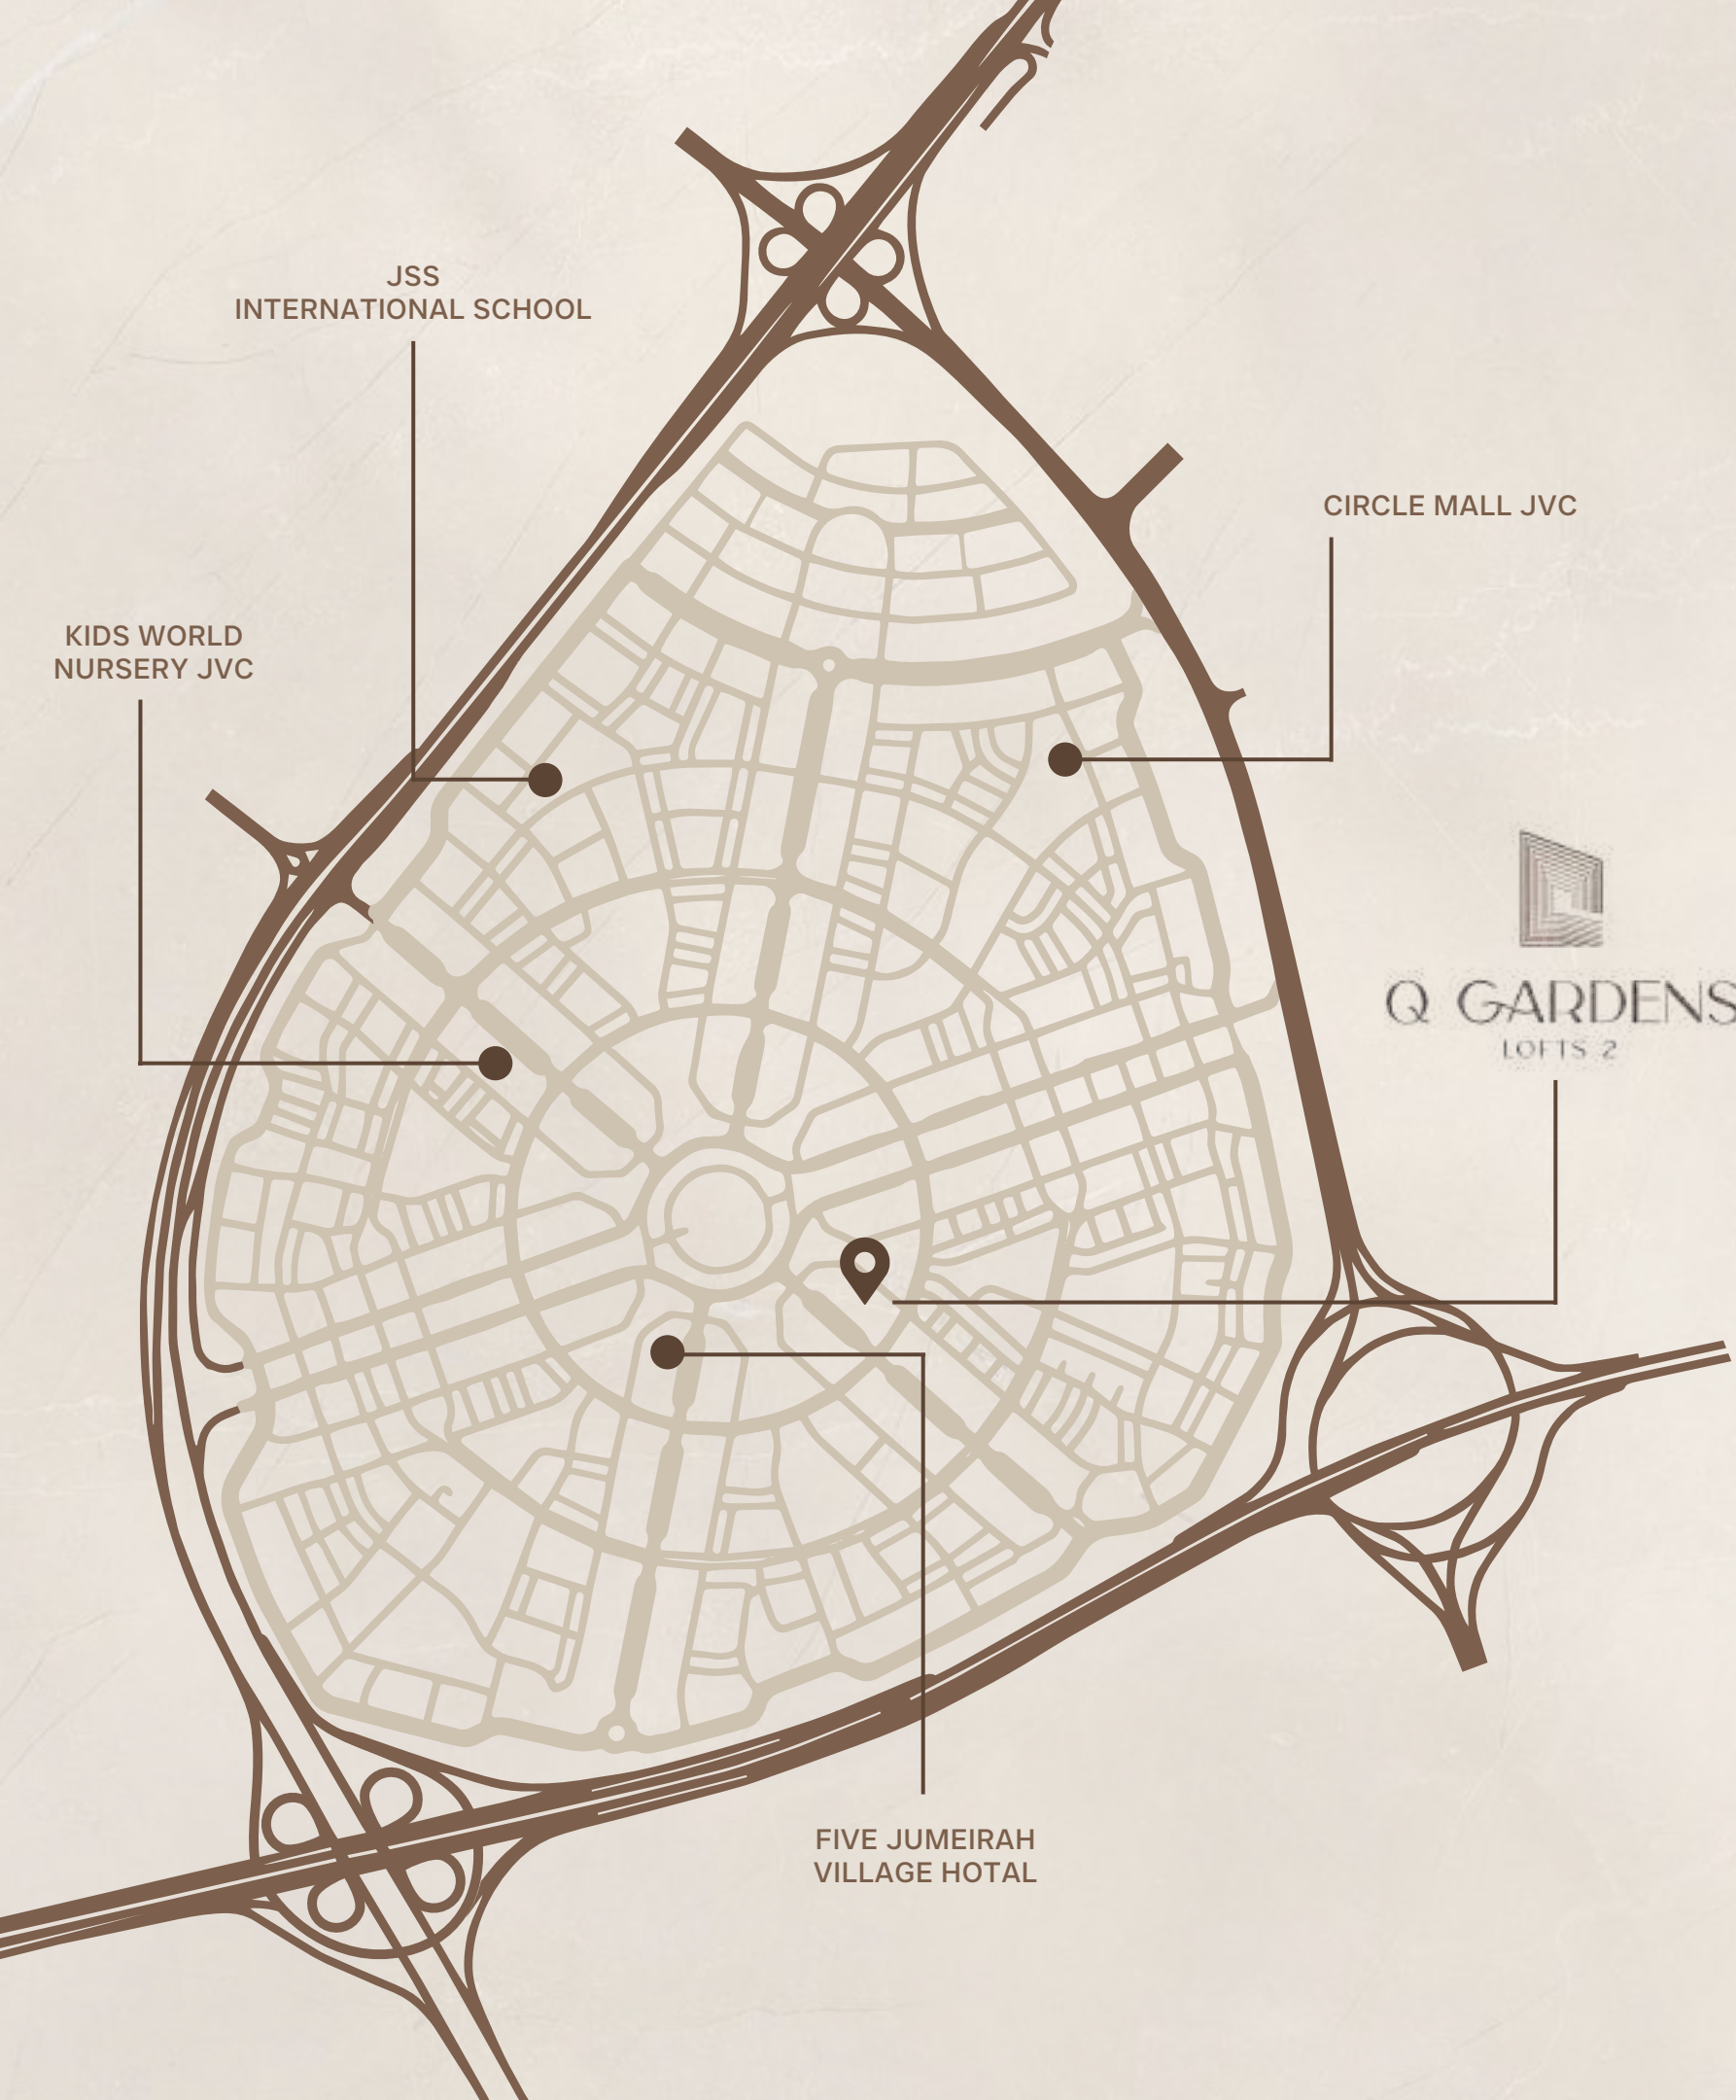 JSS
INTERNATIONAL SCHOOL
CIRCLE MALL JVC
KIDS WORLD
NURSERY JVC
Q GARDENS
LOFTS 2
FIVE JUMEIRAH
VILLAGE HOTAL